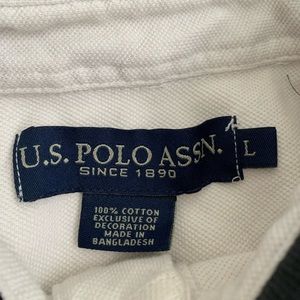 U.S. POLO ASSN.
SINCE 1890
L
100% COTTON
EXCLUSIVE OF
DECORATION
MADE IN
BANGLADESH